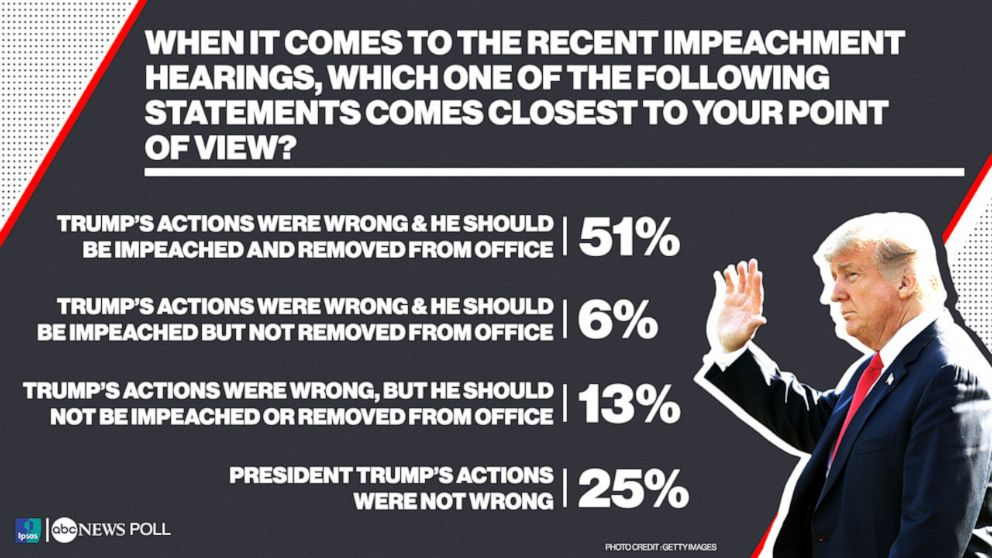 WHEN IT COMES TO THE RECENT IMPEACHMENT
HEARINGS, WHICH ONE OF THE FOLLOWING
STATEMENTS COMES CLOSEST TO YOUR POINT
OF VIEW?
TRUMP'S ACTIONS WERE WRONG & HE SHOULD
BE IMPEACHED AND REMOVED FROM OFFICE
51%
TRUMP'S ACTIONS WERE WRONG & HE SHOULD
BE IMPEACHED BUT NOT REMOVED FROM OFFICE
6%
TRUMP'S ACTIONS WERE WRONG, BUT HE SHOULD
NOT BE IMPEACHED OR REMOVED FROM OFFICE
13%
PRESIDENT TRUMP'S ACTIONS
WERE NOT WRONG
25%
Ipsos abc NEWS POLL
PHOTO CREDIT : GETTY IMAGES